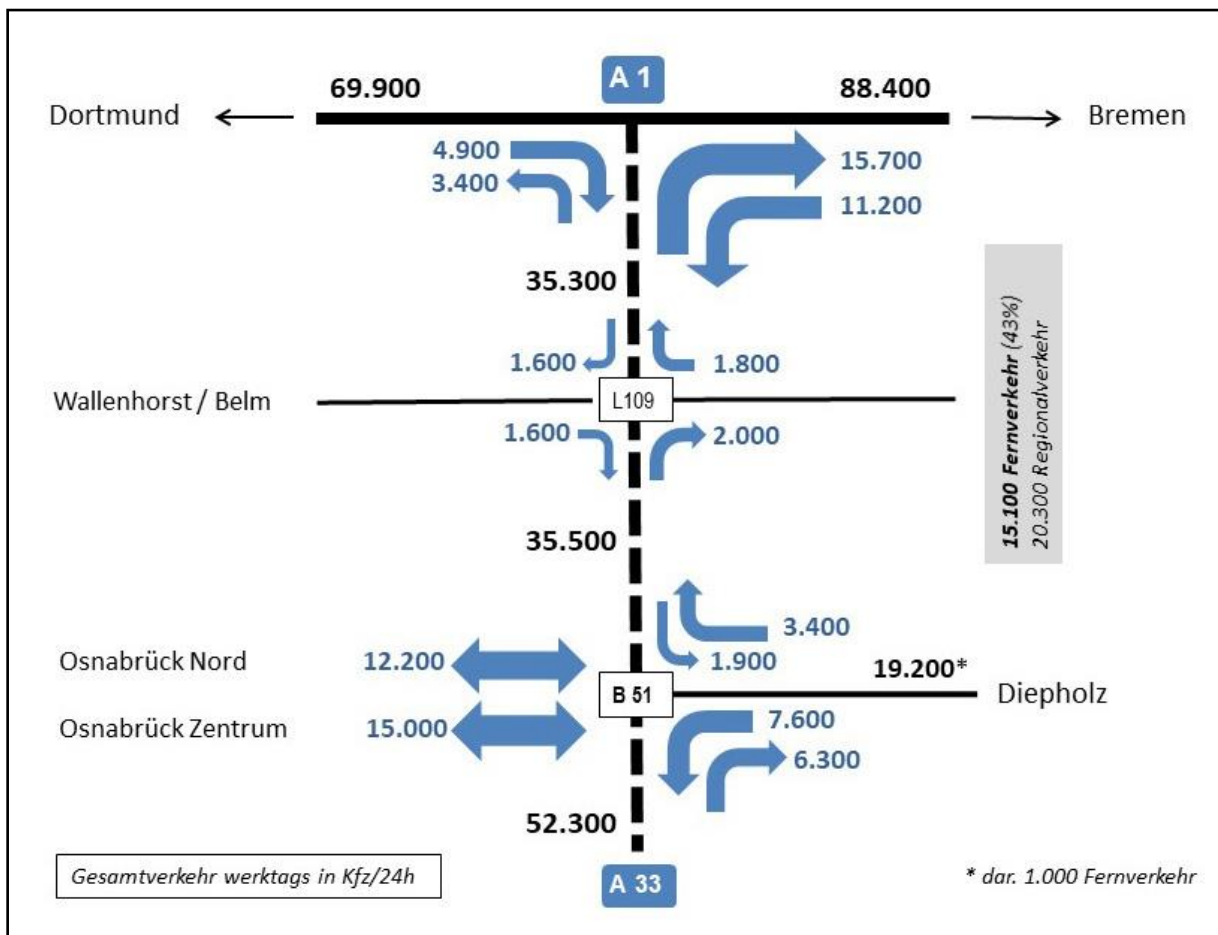 A 1
69.900
88.400
Dortmund
Bremen
4.900
3.400
15.700
11.200
35.300
1.600
1.800
Wallenhorst / Belm
L109
1.600
2.000
35.500
15.100 Fernverkehr (43%)
20.300 Regionalverkehr
3.400
1.900
Osnabrück Nord
12.200
19.200*
B 51
Diepholz
Osnabrück Zentrum
15.000
7.600
6.300
52.300
Gesamtverkehr werktags in Kfz/24h
A 33
* dar. 1.000 Fernverkehr